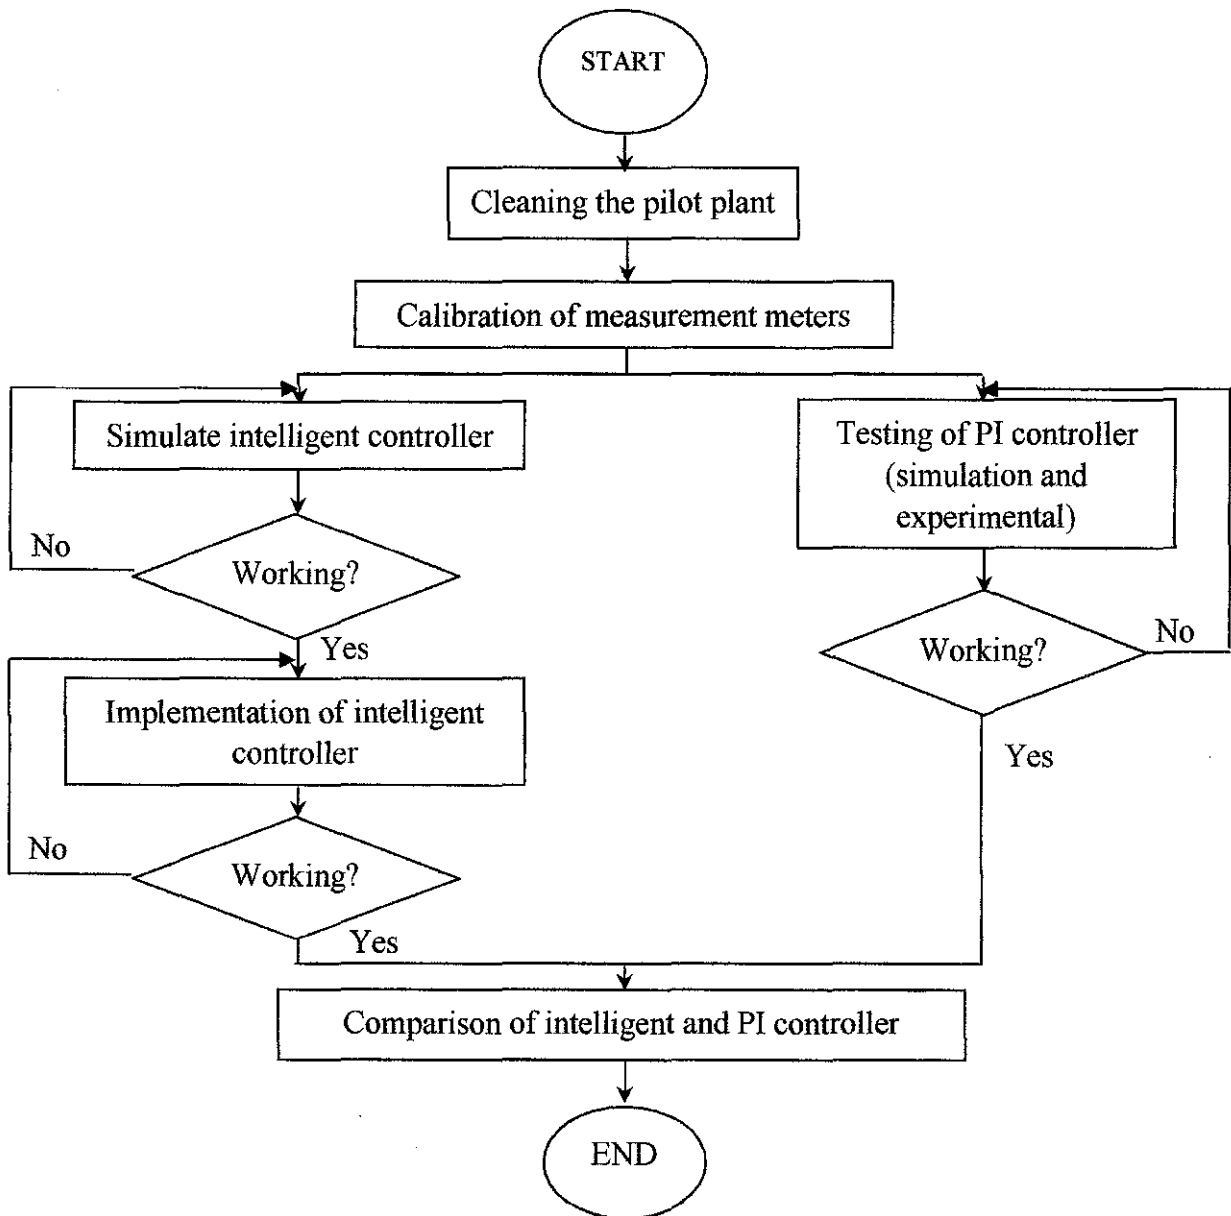 START
Cleaning the pilot plant
Calibration of measurement meters
Simulate intelligent controller
Testing of PI controller
(simulation and
experimental)
No
Working?
Yes
Working?
No
Implementation of intelligent
controller
Yes
No
Working?
Yes
Comparison of intelligent and PI controller
END